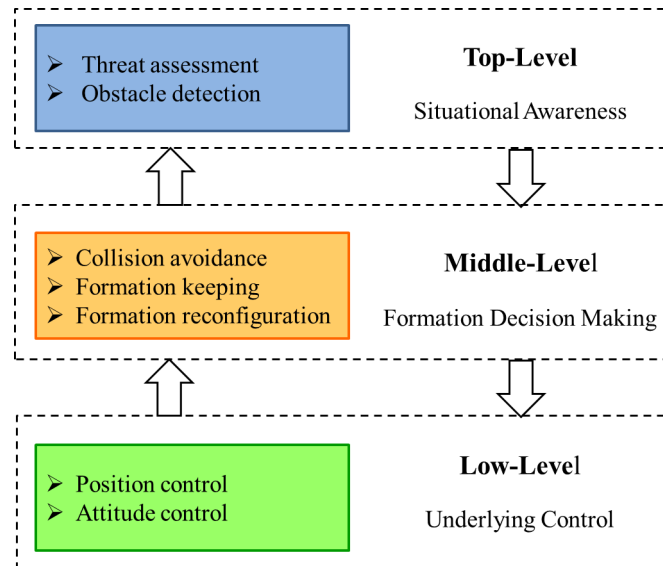 ➢ Threat assessment
➢ Obstacle detection
Top-Level
Situational Awareness
➢ Collision avoidance
➢ Formation keeping
➢ Formation reconfiguration
Middle-Level
Formation Decision Making
➢ Position control
➢ Attitude control
Low-Level
Underlying Control